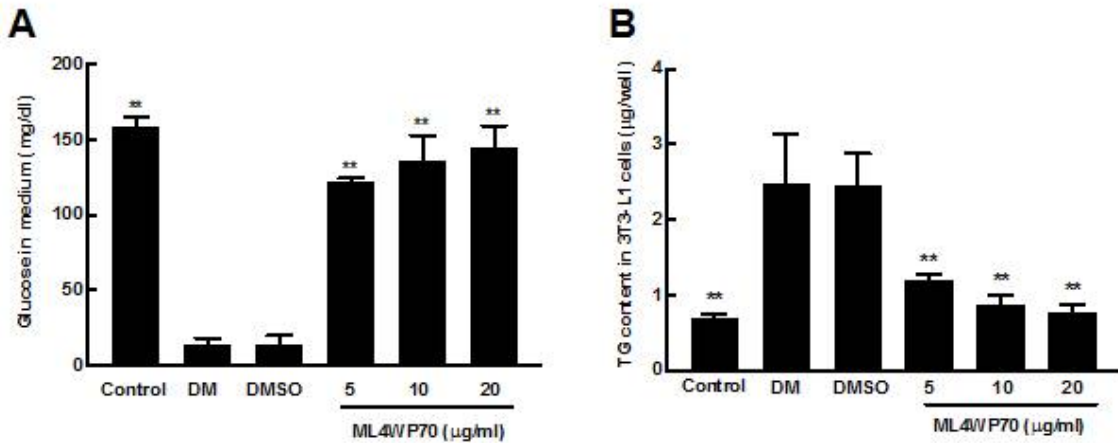 A
Glucose in medium (mg/dl)
200
150
100
50
0
**
**
**
**
Control DM DMSO 5 10 20
ML4WP70 (μg/ml)
B
TG content in 3T3-L1 cells (μg/well)
4
3
2
1
0
**
**
**
**
Control DM DMSO 5 10 20
ML4WP70 (μg/ml)